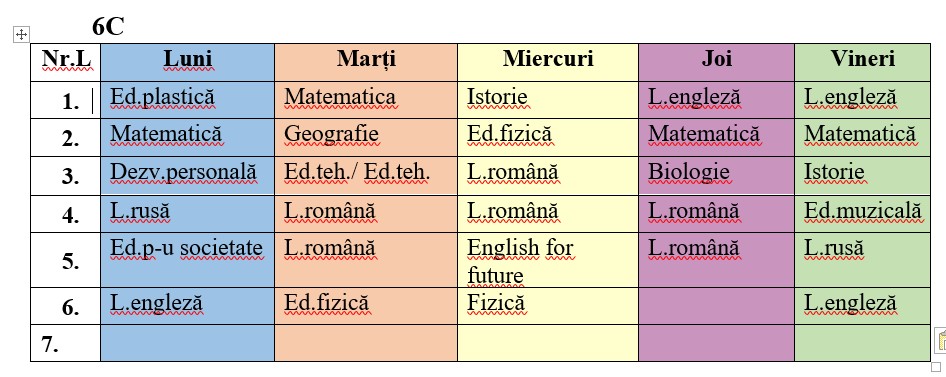 6C
Nr.L Luni Marți Miercuri Joi Vineri
1. Ed.plastică Matematica Istorie L.engleză L.engleză
2. Matematică Geografie Ed.fizică Matematică Matematică
3. Dezv.personală Ed.teh./ Ed.teh. L.română Biologie Istorie
4. L.rusă L.română L.română L.română Ed.muzicală
5. Ed.p-u societate L.română English for L.română L.rusă
future
6. L.engleză Ed.fizică Fizică L.engleză
7.